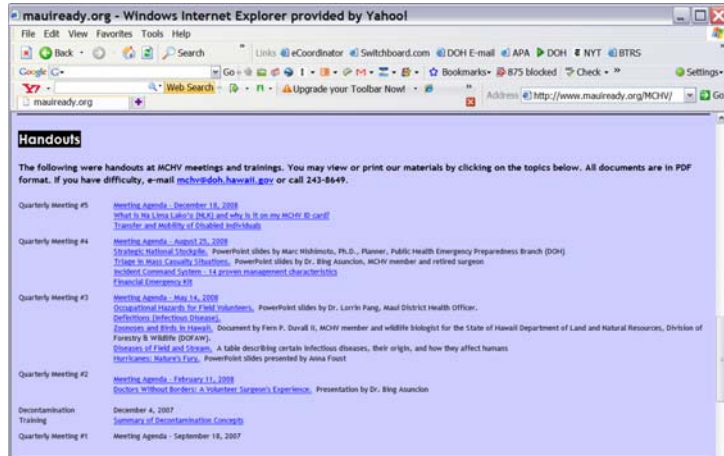 mauiready.org - Windows Internet Explorer provided by Yahoo!
File Edit View Favorites Tools Help
Back Search Links eCoordinator Switchboard.com DOH E-mail APA DOH NYT BTRS
Google Go Bookmarks 875 blocked Check Settings
Web Search Upgrade your Toolbar Now! Address http://www.mauiready.org/MCHV/ Go
mauiready.org
Handouts
The following were handouts at MCHV meetings and trainings. You may view or print our materials by clicking on the topics below. All documents are in PDF
format. If you have difficulty, e-mail mchv@doh.hawaii.gov or call 243-8649.
Quarterly Meeting #5 Meeting Agenda - December 18, 2008
What is Na Lima Lako'o (NLK) and why is it on my MCHV ID card?
Transfer and Mobility of Disabled Individuals
Quarterly Meeting #4 Meeting Agenda - August 25, 2008
Strategic National Stockpile. PowerPoint slides by Marc Nishimoto, Ph.D., Planner, Public Health Emergency Preparedness Branch (DOH)
Triage in Mass Casualty Situations. PowerPoint slides by Dr. Bing Asuncion, MCHV member and retired surgeon
Incident Command System - 14 proven management characteristics
Financial Emergency Kit
Quarterly Meeting #3 Meeting Agenda - May 14, 2008
Occupational Hazards for Field Volunteers. PowerPoint slides by Dr. Lorrin Pang, Maui District Health Officer.
Definitions (Infectious Disease).
Zoonoses and Birds in Hawaii. Document by Fern P. Duvall II, MCHV member and wildlife biologist for the State of Hawaii Department of Land and Natural Resources, Division of
Forestry & Wildlife (DOFAW).
Diseases of Field and Stream. A table describing certain infectious diseases, their origin, and how they affect humans
Hurricanes: Nature's Fury. PowerPoint slides presented by Anna Foust
Quarterly Meeting #2 Meeting Agenda - February 11, 2008
Doctors Without Borders: A Volunteer Surgeon's Experience. Presentation by Dr. Bing Asuncion
Decontamination December 4, 2007
Training Summary of Decontamination Concepts
Quarterly Meeting #1 Meeting Agenda - September 18, 2007